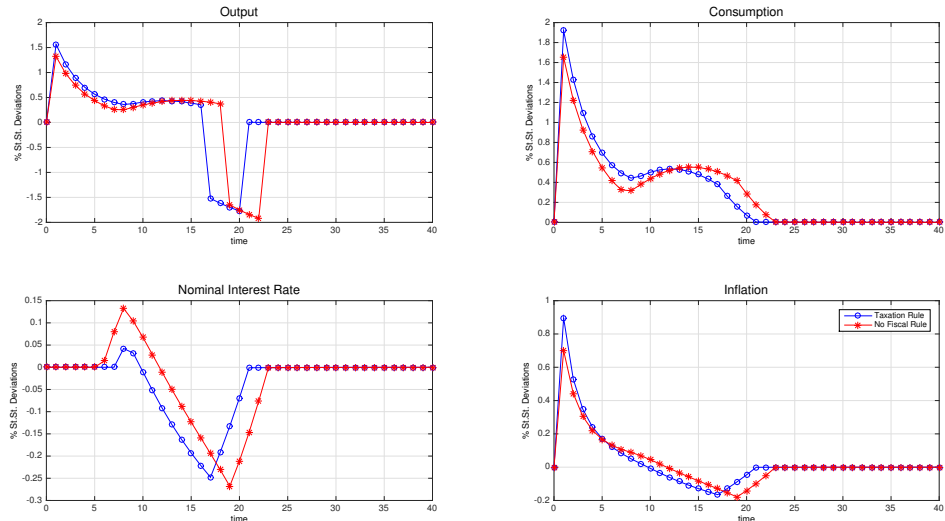 Output
Consumption
% St.St. Deviations
2
1.5
1
0.5
0
-0.5
-1
-1.5
-2
0 5 10 15 20 25 30 35 40
time
% St.St. Deviations
2
1.8
1.6
1.4
1.2
1
0.8
0.6
0.4
0.2
0
0 5 10 15 20 25 30 35 40
time
Nominal Interest Rate
Inflation
% St.St. Deviations
0.15
0.1
0.05
0
-0.05
-0.1
-0.15
-0.2
-0.25
-0.3
0 5 10 15 20 25 30 35 40
time
% St.St. Deviations
1
0.8
0.6
0.4
0.2
0
-0.2
0 5 10 15 20 25 30 35 40
time
Taxation Rule
No Fiscal Rule